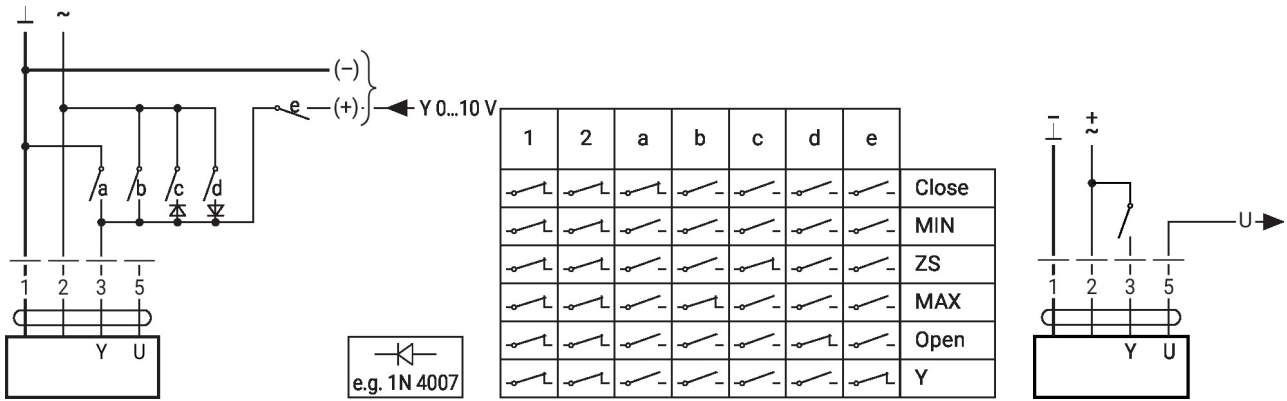 ⊥ ~
(−)
e (+) Y 0...10 V
a b c d
1 2 3 5
Y U
e.g. 1N 4007
1 2 a b c d e
Close
MIN
ZS
MAX
Open
Y
− +
~
U
1 2 3 5
Y U